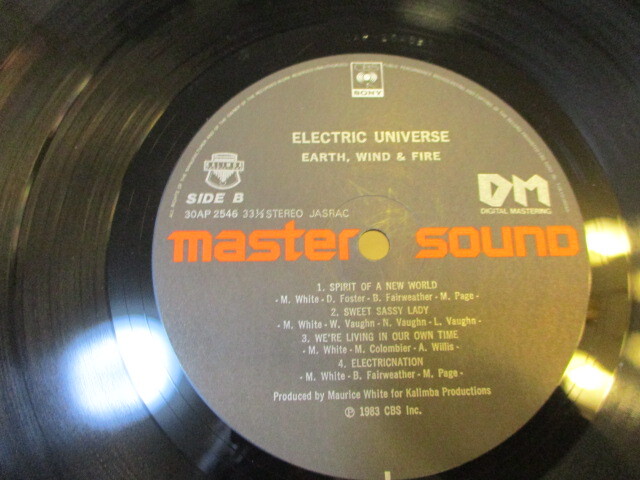 SONY
ELECTRIC UNIVERSE
EARTH, WIND & FIRE
KALIMBA
SIDE B
30AP 2546 33⅓ STEREO JASRAC
DM
DIGITAL MASTERING
master sound
1. SPIRIT OF A NEW WORLD
- M. White - D. Foster - B. Fairweather - M. Page -
2. SWEET SASSY LADY
- M. White - W. Vaughn - N. Vaughn - L. Vaughn -
3. WE'RE LIVING IN OUR OWN TIME
- M. White - M. Colombier - A. Willis -
4. ELECTRICNATION
- M. White - B. Fairweather - M. Page -
Produced by Maurice White for Kalimba Productions
℗ 1983 CBS Inc.